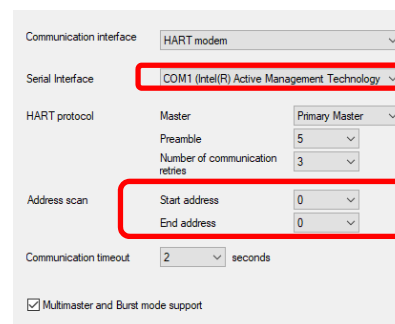 Communication interface HART modem
Serial Interface COM1 (Intel(R) Active Management Technology
HART protocol Master Primary Master
Preamble 5
Number of communication
retries 3
Address scan Start address 0
End address 0
Communication timeout 2 seconds
Multimaster and Burst mode support